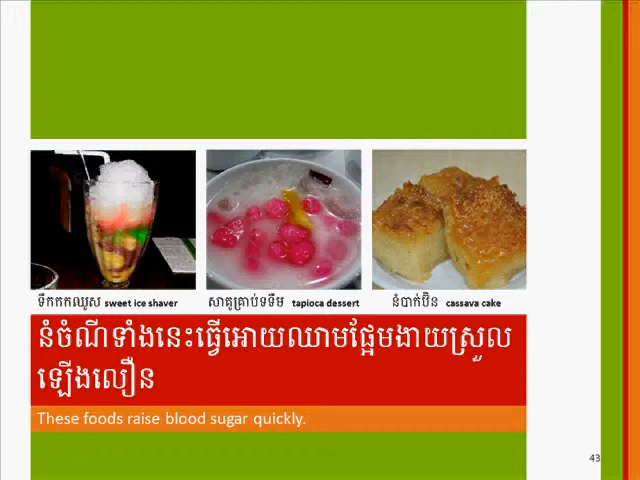 ទឹកកកឈូស sweet ice shaver
សាគូគ្រាប់ទទឹម tapioca dessert
នំបាក់ប៊ិន cassava cake
នំចំណីទាំងនេះធ្វើអោយឈាមផ្អែមងាយស្រួល
ឡើងលឿន
These foods raise blood sugar quickly.
43